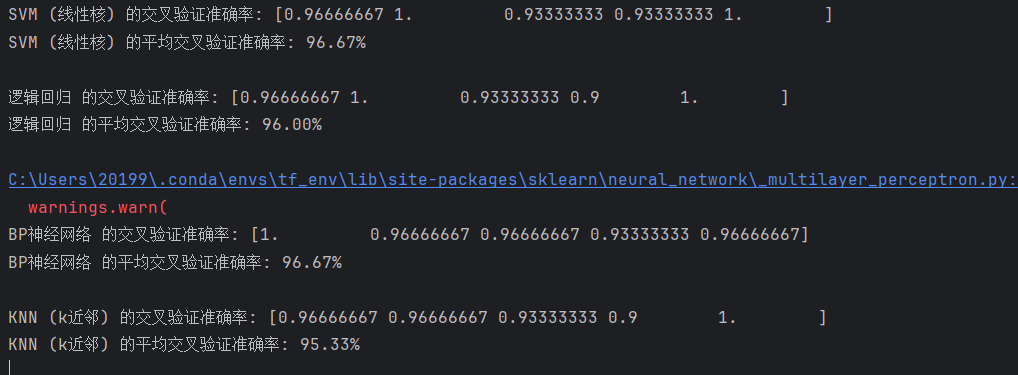 SVM (线性核) 的交叉验证准确率: [0.96666667 1.         0.93333333 0.93333333 1.        ]
SVM (线性核) 的平均交叉验证准确率: 96.67%
逻辑回归 的交叉验证准确率: [0.96666667 1.         0.93333333 0.9        1.        ]
逻辑回归 的平均交叉验证准确率: 96.00%
C:\Users\20199\.conda\envs\tf_env\lib\site-packages\sklearn\neural_network\_multilayer_perceptron.py:
  warnings.warn(
BP神经网络 的交叉验证准确率: [1.         0.96666667 0.96666667 0.93333333 0.96666667]
BP神经网络 的平均交叉验证准确率: 96.67%
KNN (k近邻) 的交叉验证准确率: [0.96666667 0.96666667 0.93333333 0.9        1.        ]
KNN (k近邻) 的平均交叉验证准确率: 95.33%